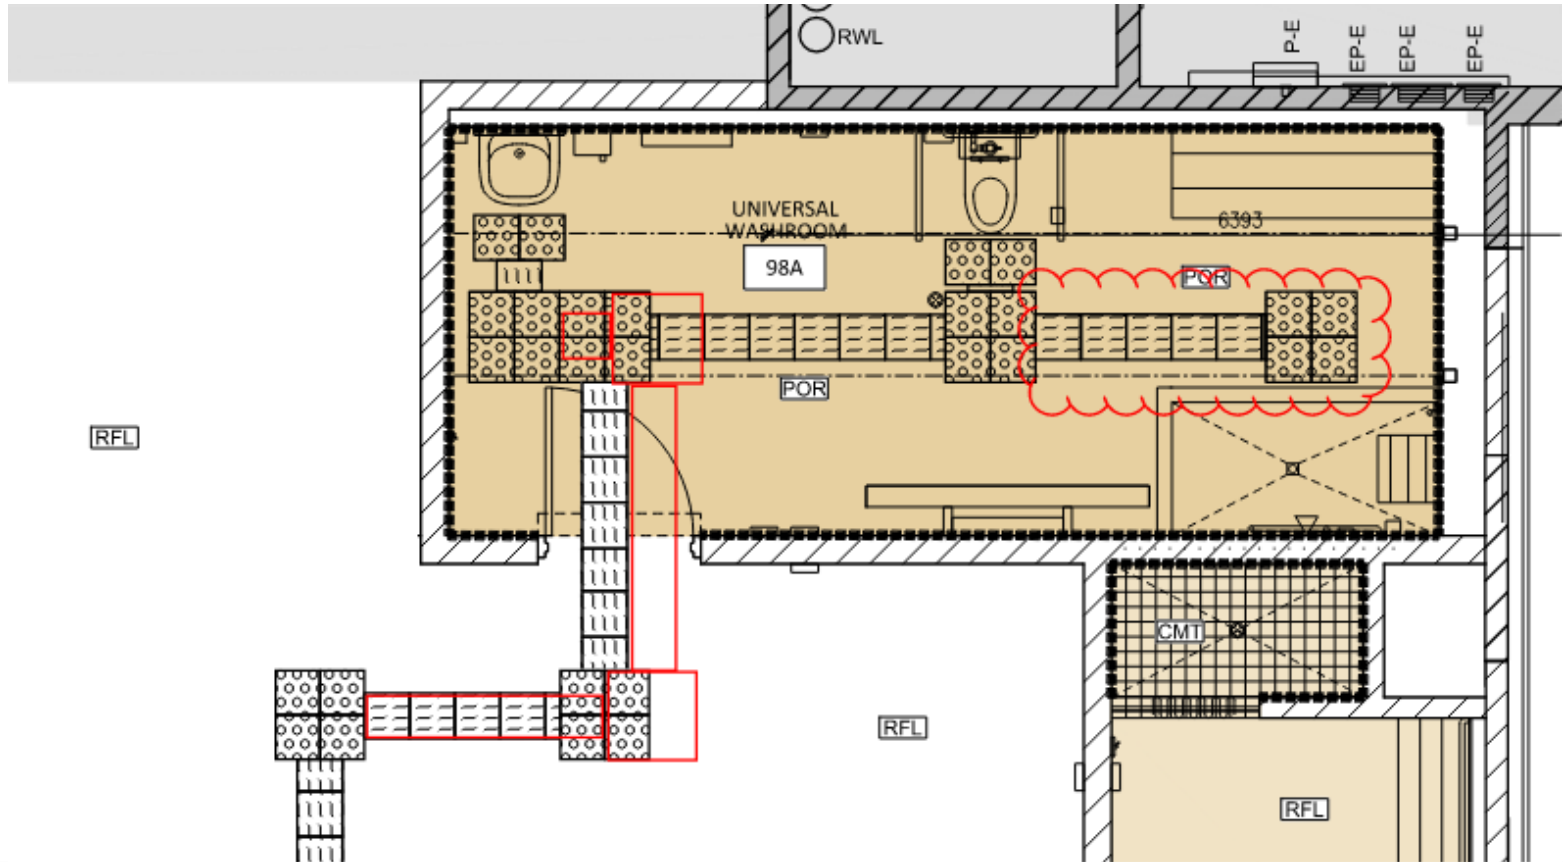 RWL
P-E
EP-E
EP-E
EP-E
UNIVERSAL
WASHROOM
6393
98A
POR
POR
RFL
CMT
RFL
RFL